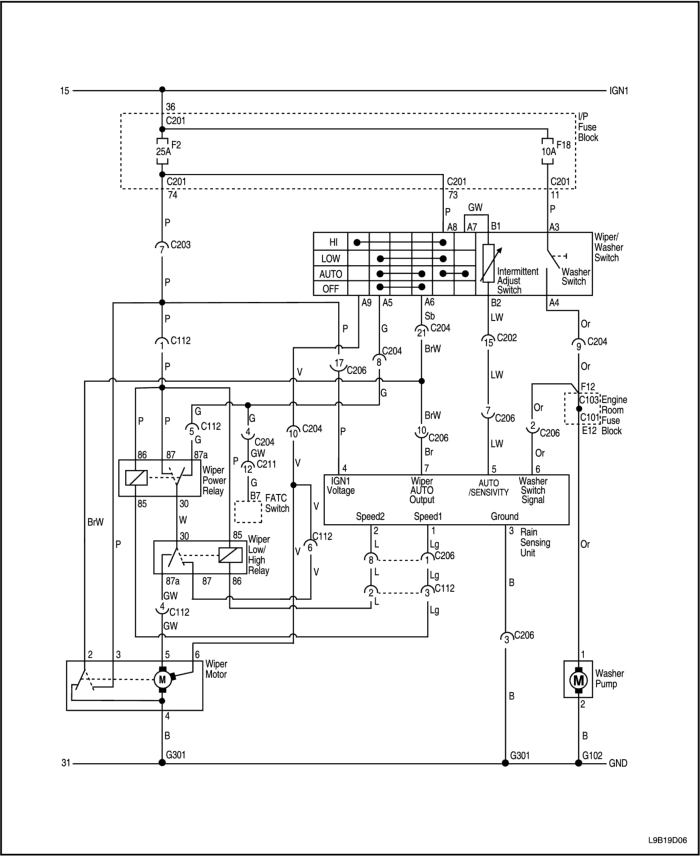 15 IGN1
36
C201
I/P
Fuse
Block
F2
25A
F18
10A
C201 C201 C201
74 73 11
P P GW P
A8 A7 B1 A3
HI
LOW
AUTO
OFF
Intermittent
Adjust
Switch
Washer
Switch
Wiper/
Washer
Switch
C203
7
P
A9 A5 A6 B2 A4
P
C112
1
P
P G Sb LW Or
21 C204
BrW
15 C202
9 C204
Or
17 C206
8 C204
V
G
LW
F12
C103
C101
E12
Engine
Room
Fuse
Block
P P G
5 C112
G
G
4
C204
GW
12 C211
G
B7
FATC
Switch
10 C204
V
P
BrW
10
C206
Br
7
C206
LW
Or
2
C206
Or
86 87 87a
Wiper
Power
Relay
85 30
W
P
4 7 5 6
IGN1
Voltage
Wiper
AUTO
Output
AUTO
/SENSIVITY
Washer
Switch
Signal
Speed2 Speed1 Ground
2 1 3
Rain
Sensing
Unit
BrW P
30 85
Wiper
Low/
High
Relay
87a 87 86
V
C112
6
V
V
L Lg
8 1 C206
L Lg
2 3 C112
L Lg
B
Or
GW
4 C112
GW
3 C206
B
2 3 5 6
Wiper
Motor
M
4
B
1
Washer
Pump
M
2
B
31 G301 G301 G102 GND
L9B19D06